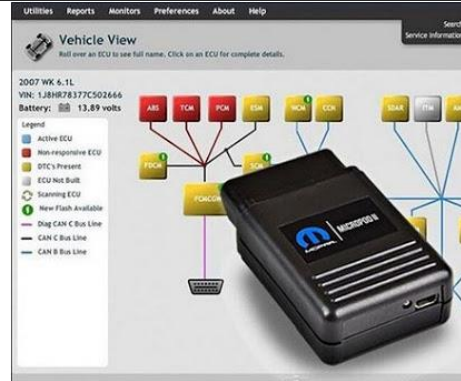 Utilities Reports Monitors Preferences About Help
Search
Service Information
Vehicle View
Roll over an ECU to see full name. Click on an ECU for complete details.
2007 WK 6.1L
VIN: 1J8HR78377C502666
Battery: 13.89 volts
Legend
Active ECU
Non-responsive ECU
DTC's Present
ECU Not Built
Scanning ECU
New Flash Available
Diag CAN C Bus Line
CAN C Bus Line
CAN B Bus Line
ABS TCM PCM ESM WCM CCN SDAR ITM AM
FDCM SCM
FCMCGW
MOPAR
MICROPOD II